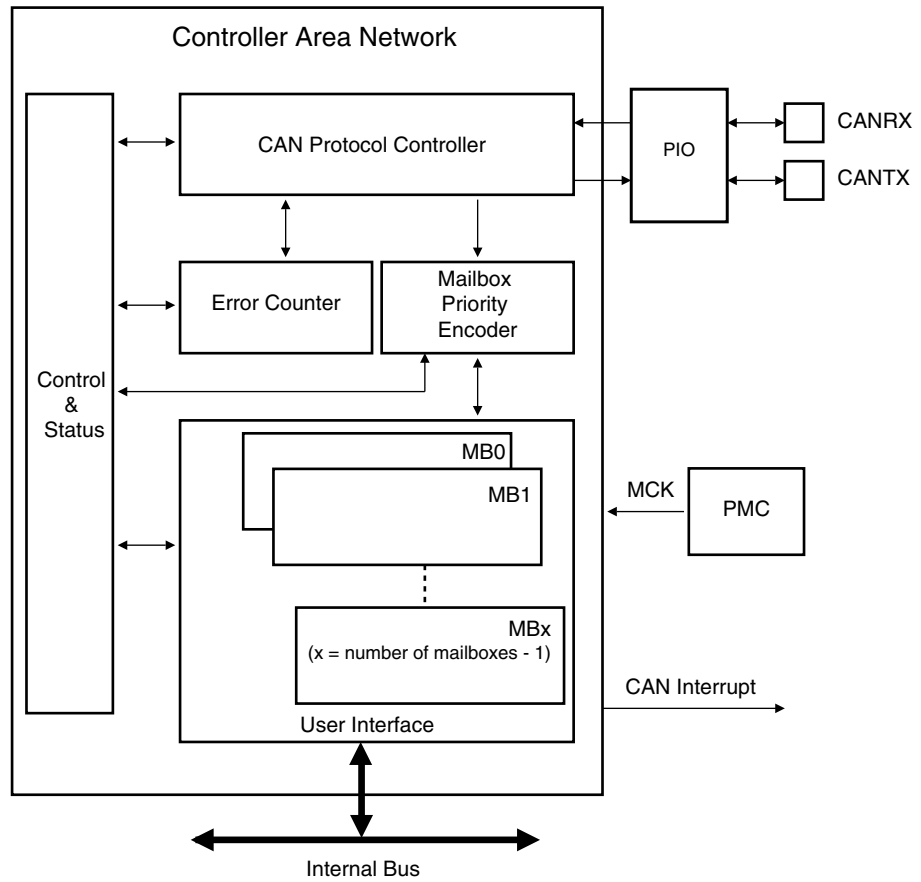 Controller Area Network
CAN Protocol Controller
PIO
CANRX
CANTX
Error Counter
Mailbox
Priority
Encoder
Control
&
Status
MB0
MB1
MCK
PMC
MBx
(x = number of mailboxes - 1)
CAN Interrupt
User Interface
Internal Bus